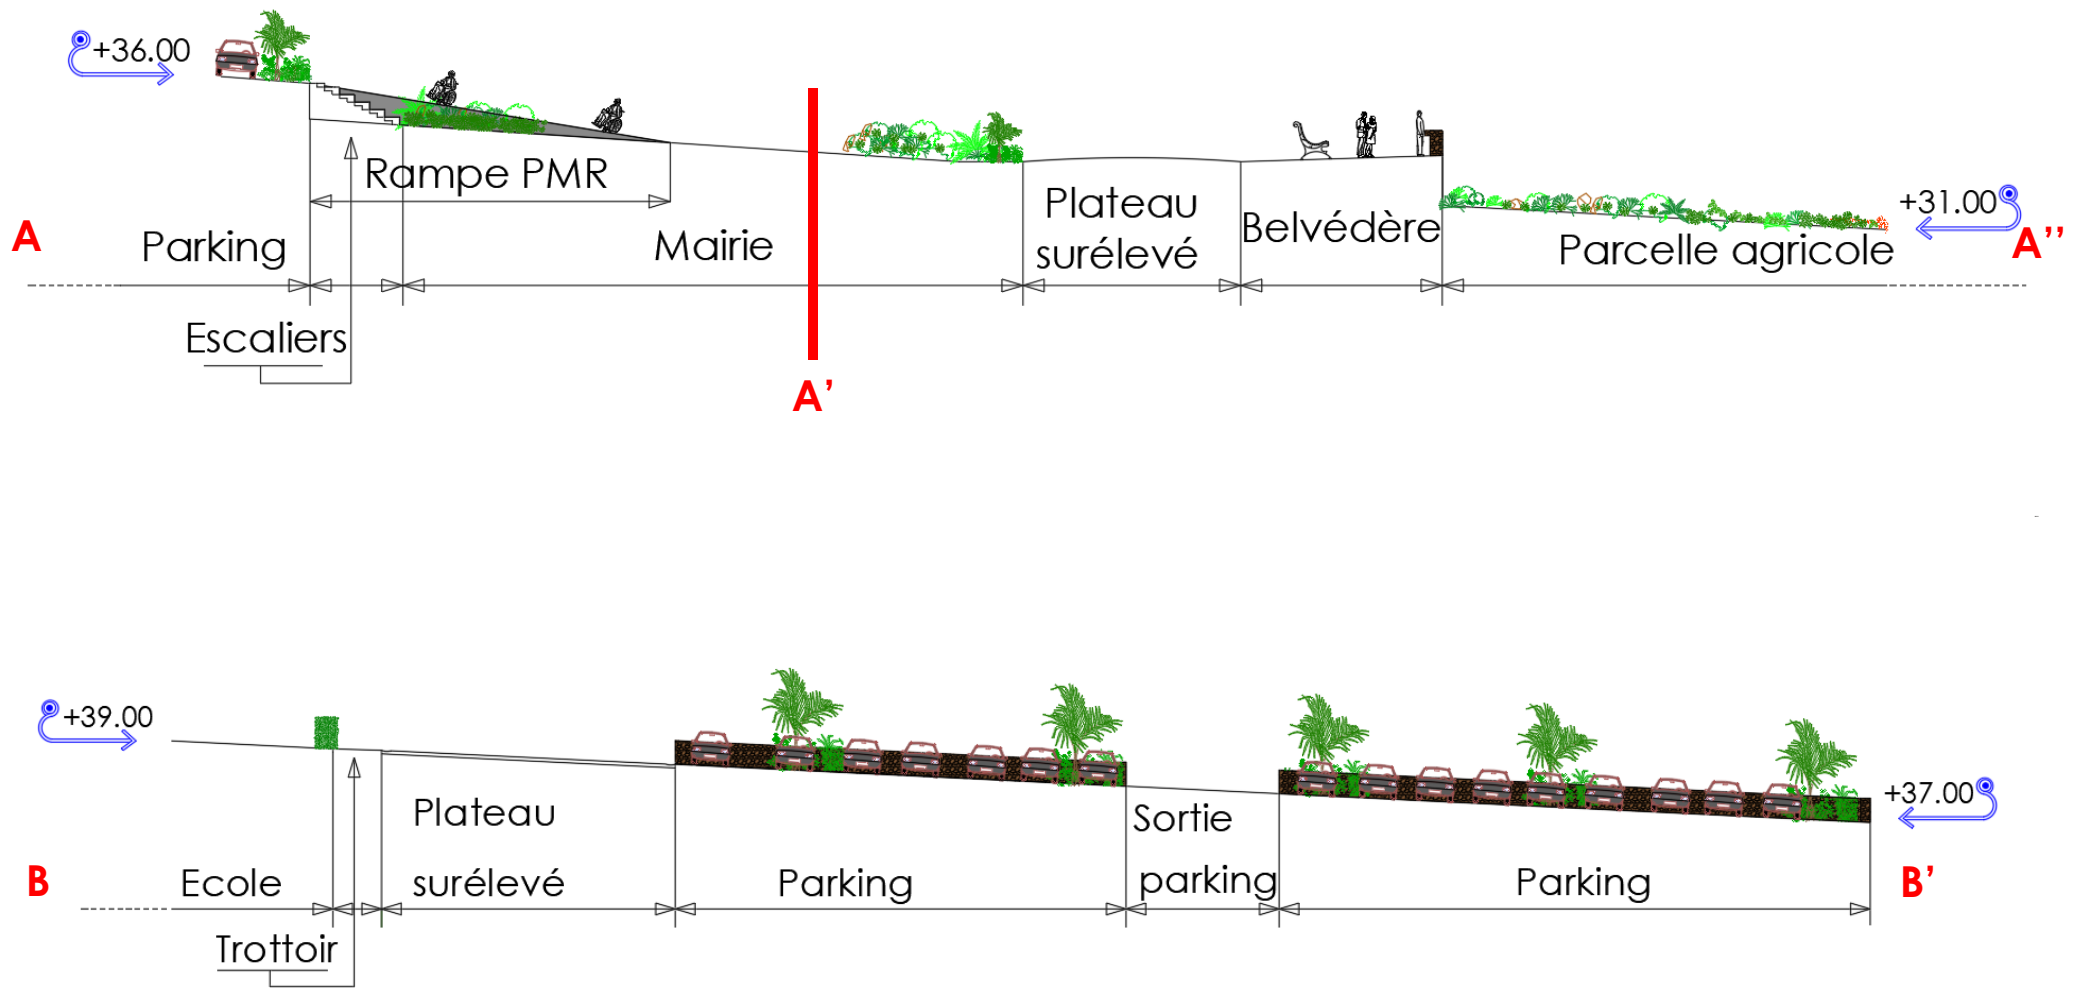 +36.00
Rampe PMR
Plateau
surélevé
Belvédère
+31.00
A
Parking
Mairie
Parcelle agricole
A''
Escaliers
A'
+39.00
+37.00
Plateau
surélevé
Sortie
parking
B
Ecole
Parking
Parking
B'
Trottoir